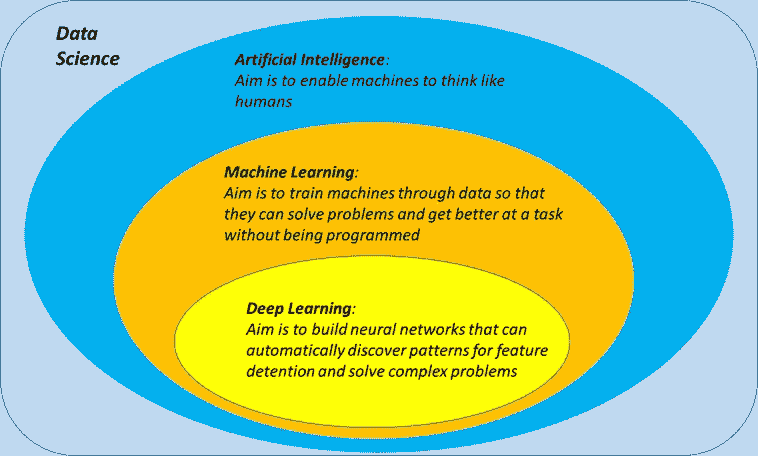 Data
Science
Artificial Intelligence:
Aim is to enable machines to think like
humans
Machine Learning:
Aim is to train machines through data so that
they can solve problems and get better at a task
without being programmed
Deep Learning:
Aim is to build neural networks that can
automatically discover patterns for feature
detention and solve complex problems